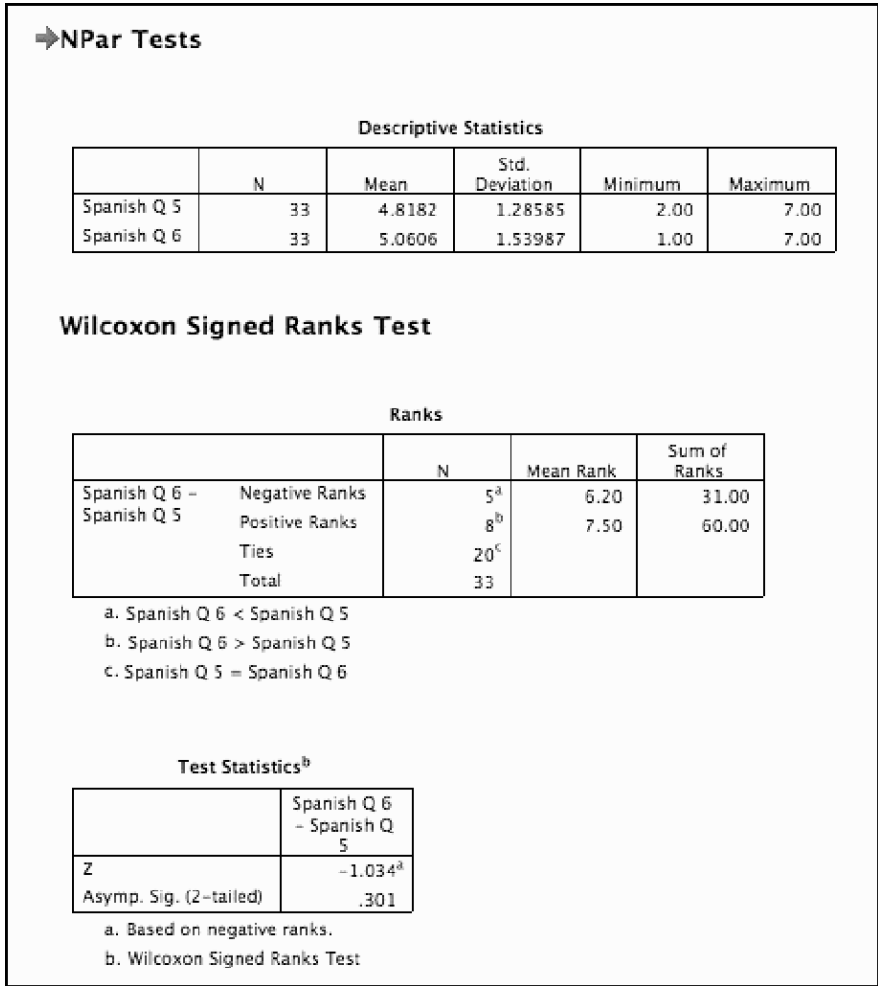 NPar Tests
Descriptive Statistics
N Mean Std. Deviation Minimum Maximum
Spanish Q 5 33 4.8182 1.28585 2.00 7.00
Spanish Q 6 33 5.0606 1.53987 1.00 7.00
Wilcoxon Signed Ranks Test
Ranks
N Mean Rank Sum of Ranks
Spanish Q 6 – Spanish Q 5 Negative Ranks 5a 6.20 31.00
Positive Ranks 8b 7.50 60.00
Ties 20c
Total 33
a. Spanish Q 6 < Spanish Q 5
b. Spanish Q 6 > Spanish Q 5
c. Spanish Q 5 = Spanish Q 6
Test Statisticsb
Spanish Q 6
– Spanish Q
5
Z -1.034a
Asymp. Sig. (2-tailed) .301
a. Based on negative ranks.
b. Wilcoxon Signed Ranks Test